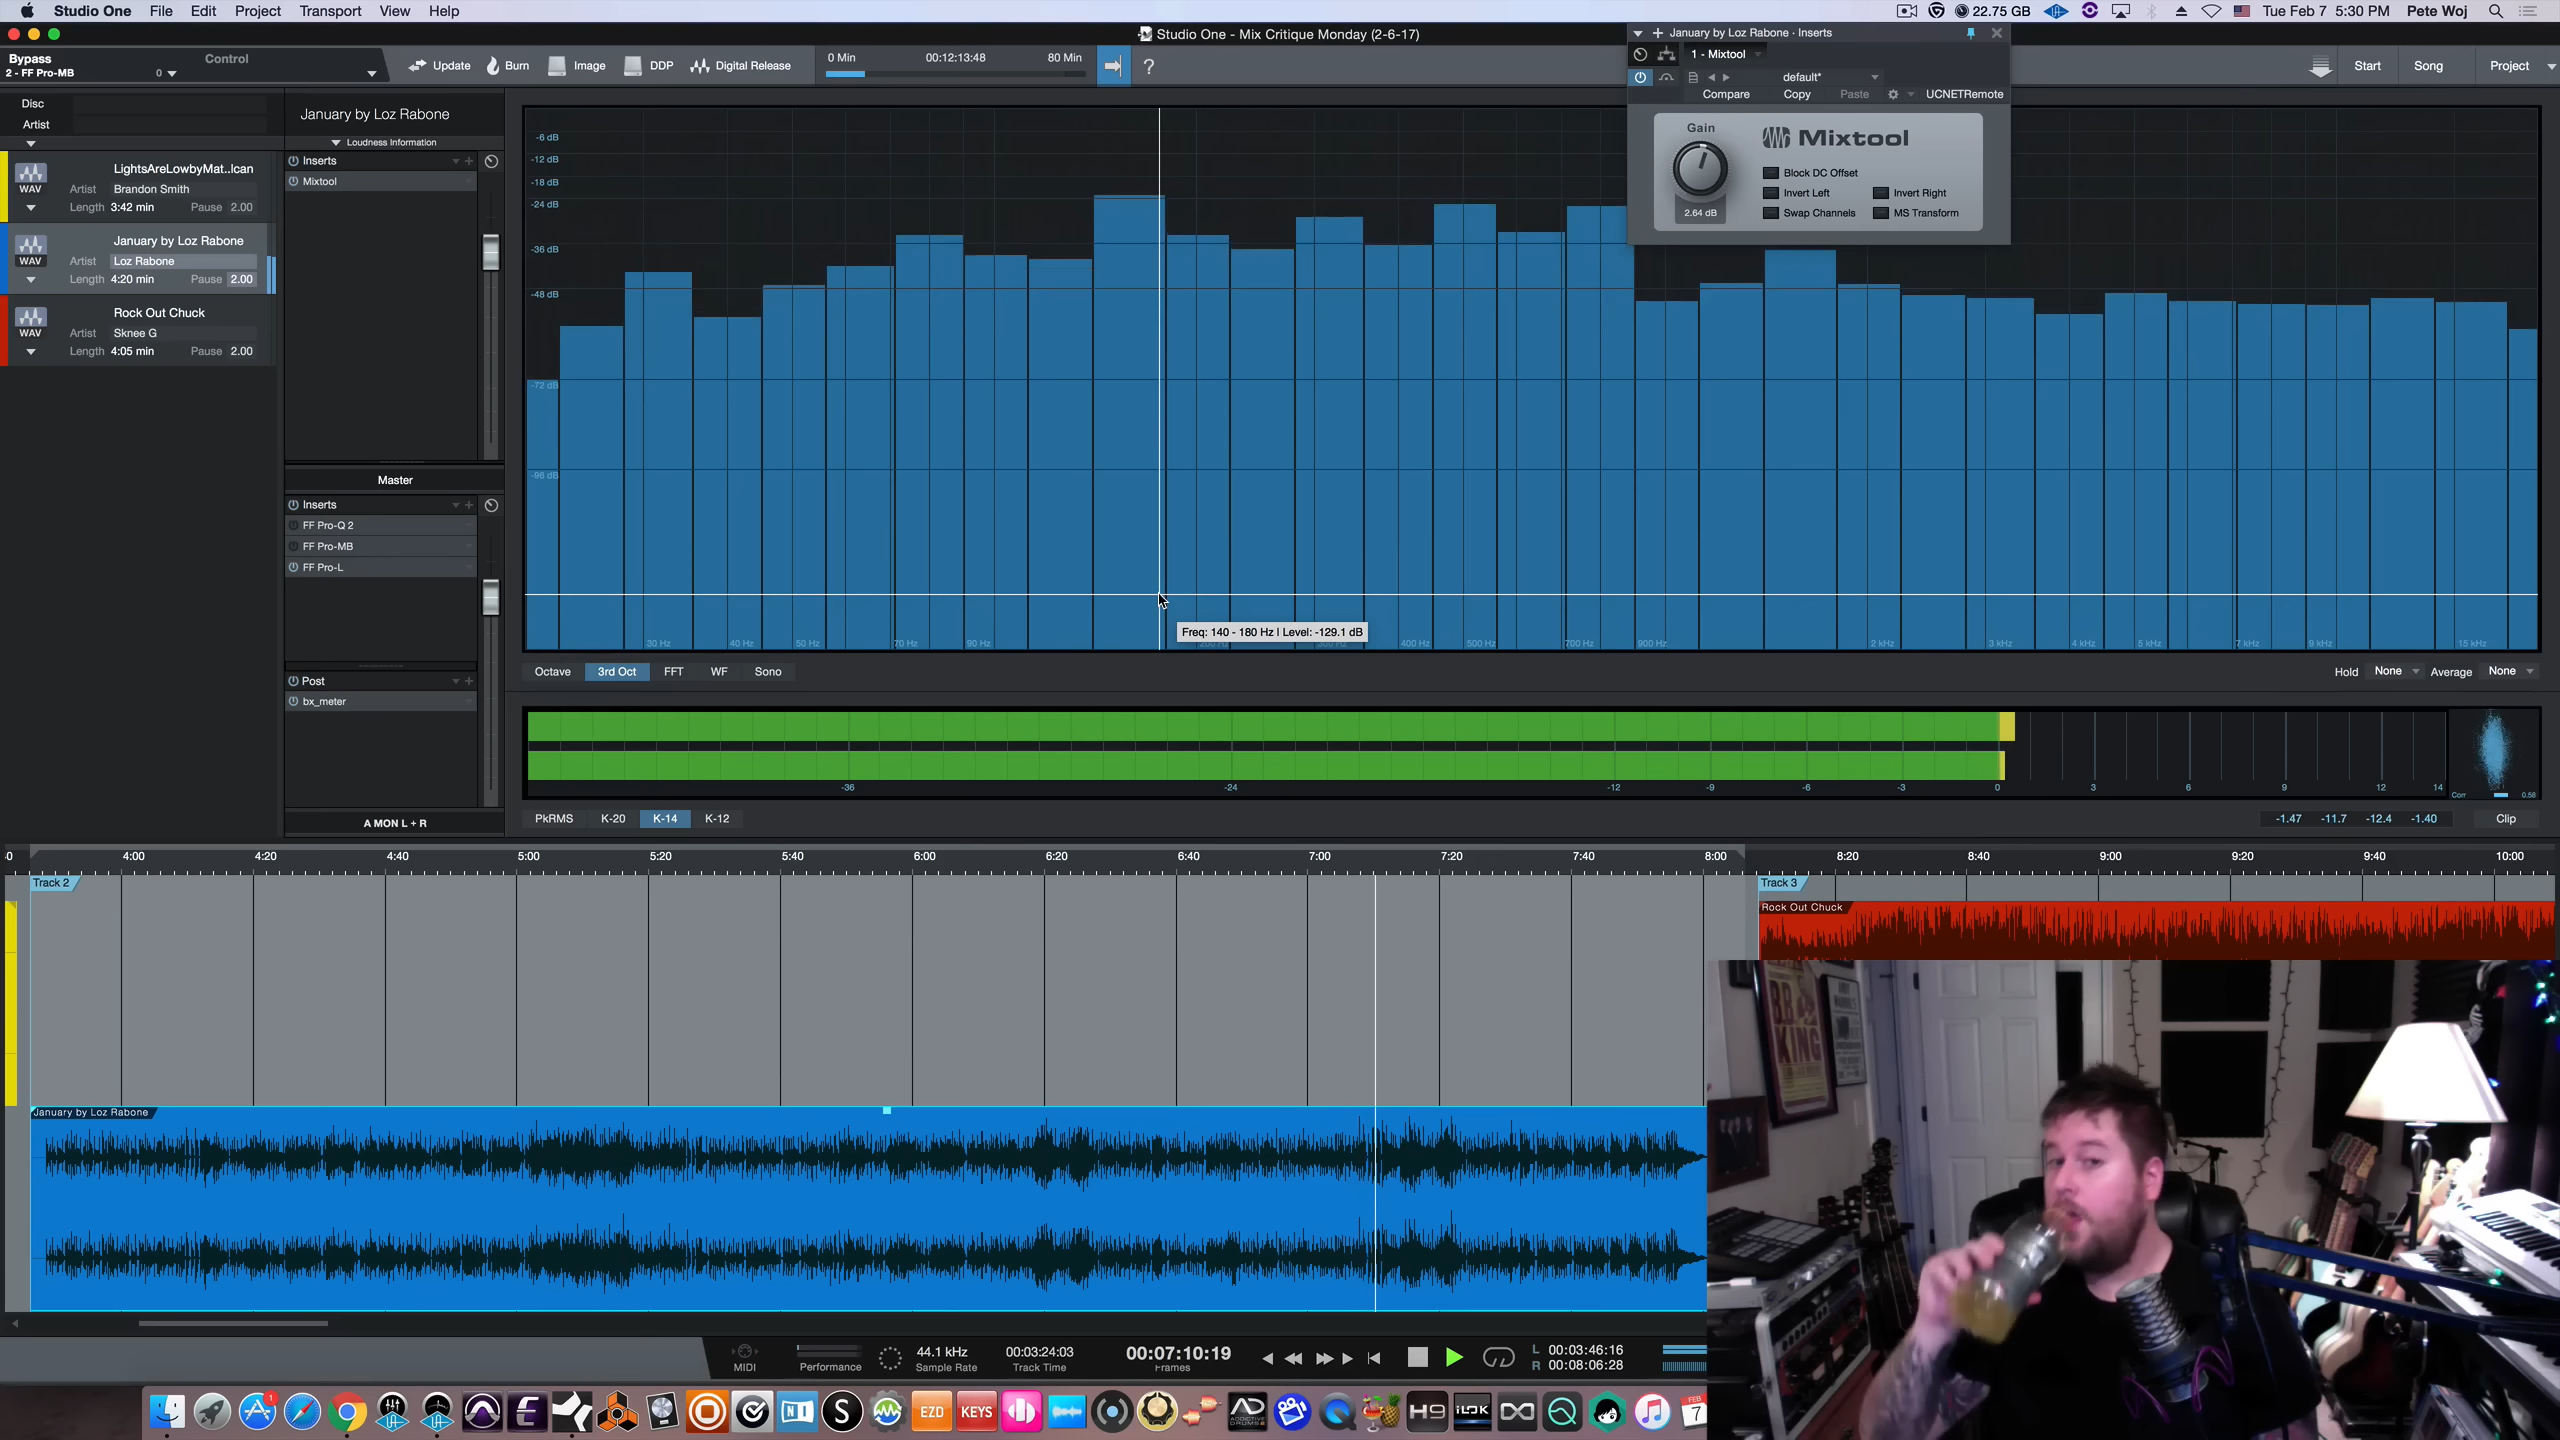 Studio One File Edit Project Transport View Help
22.75 GB Tue Feb 7 5:30 PM Pete Woj
Studio One - Mix Critique Monday (2-6-17)
Bypass
2 - FF Pro-MB 0
Control
Update Burn Image DDP Digital Release
0 Min 00:12:13:48 80 Min
?
Start Song Project
January by Loz Rabone · Inserts
1 - Mixtool
default*
Compare Copy Paste UCNETRemote
Gain
2.64 dB
Mixtool
Block DC Offset
Invert Left Invert Right
Swap Channels MS Transform
Disc
Artist
WAV
LightsAreLowbyMat..lcan
Artist Brandon Smith
Length 3:42 min Pause 2.00
WAV
January by Loz Rabone
Artist Loz Rabone
Length 4:20 min Pause 2.00
WAV
Rock Out Chuck
Artist Sknee G
Length 4:05 min Pause 2.00
January by Loz Rabone
Loudness Information
Inserts
Mixtool
Master
Inserts
FF Pro-Q 2
FF Pro-MB
FF Pro-L
Post
bx_meter
A MON L + R
-6 dB
-12 dB
-18 dB
-24 dB
-36 dB
-48 dB
-72 dB
-96 dB
Freq: 140 - 180 Hz | Level: -129.1 dB
30 Hz 40 Hz 50 Hz 70 Hz 90 Hz 400 Hz 500 Hz 700 Hz 900 Hz 2 kHz 3 kHz 4 kHz 5 kHz 7 kHz 9 kHz 15 kHz
Octave 3rd Oct FFT WF Sono
Hold None Average None
-36 -24 -12 -9 -6 -3 0 3 6 9 12 14
Corr 0.58
PkRMS K-20 K-14 K-12
-1.47 -11.7 -12.4 -1.40 Clip
4:00 4:20 4:40 5:00 5:20 5:40 6:00 6:20 6:40 7:00 7:20 7:40 8:00 8:20 8:40 9:00 9:20 9:40 10:00
Track 2
Track 3
Rock Out Chuck
January by Loz Rabone
B.B.
KING
MIDI
Performance
44.1 kHz
Sample Rate
00:03:24:03
Track Time
00:07:10:19
Frames
L 00:03:46:16
R 00:08:06:28
1
E
NI
S
EZD
KEYS
AD
H9
iLOK
FEB
7